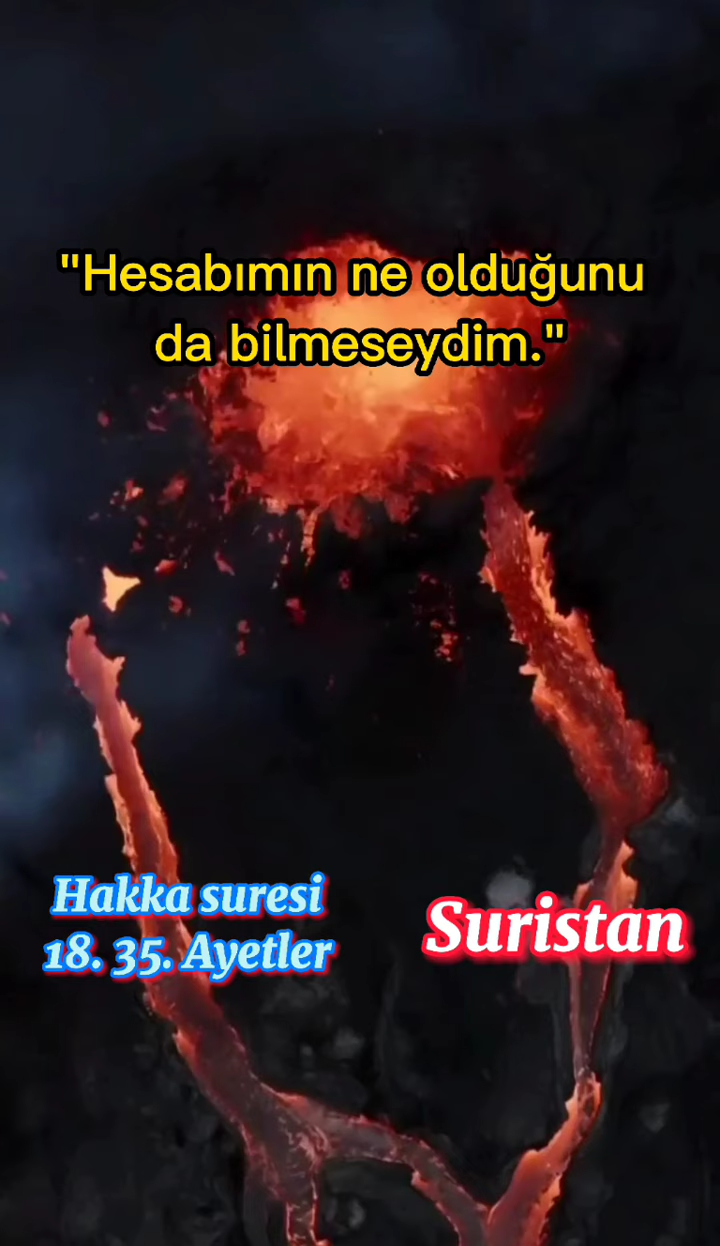 "Hesabımın ne olduğunu
da bilmeseydim."
Hakka suresi
18. 35. Ayetler
Suristan